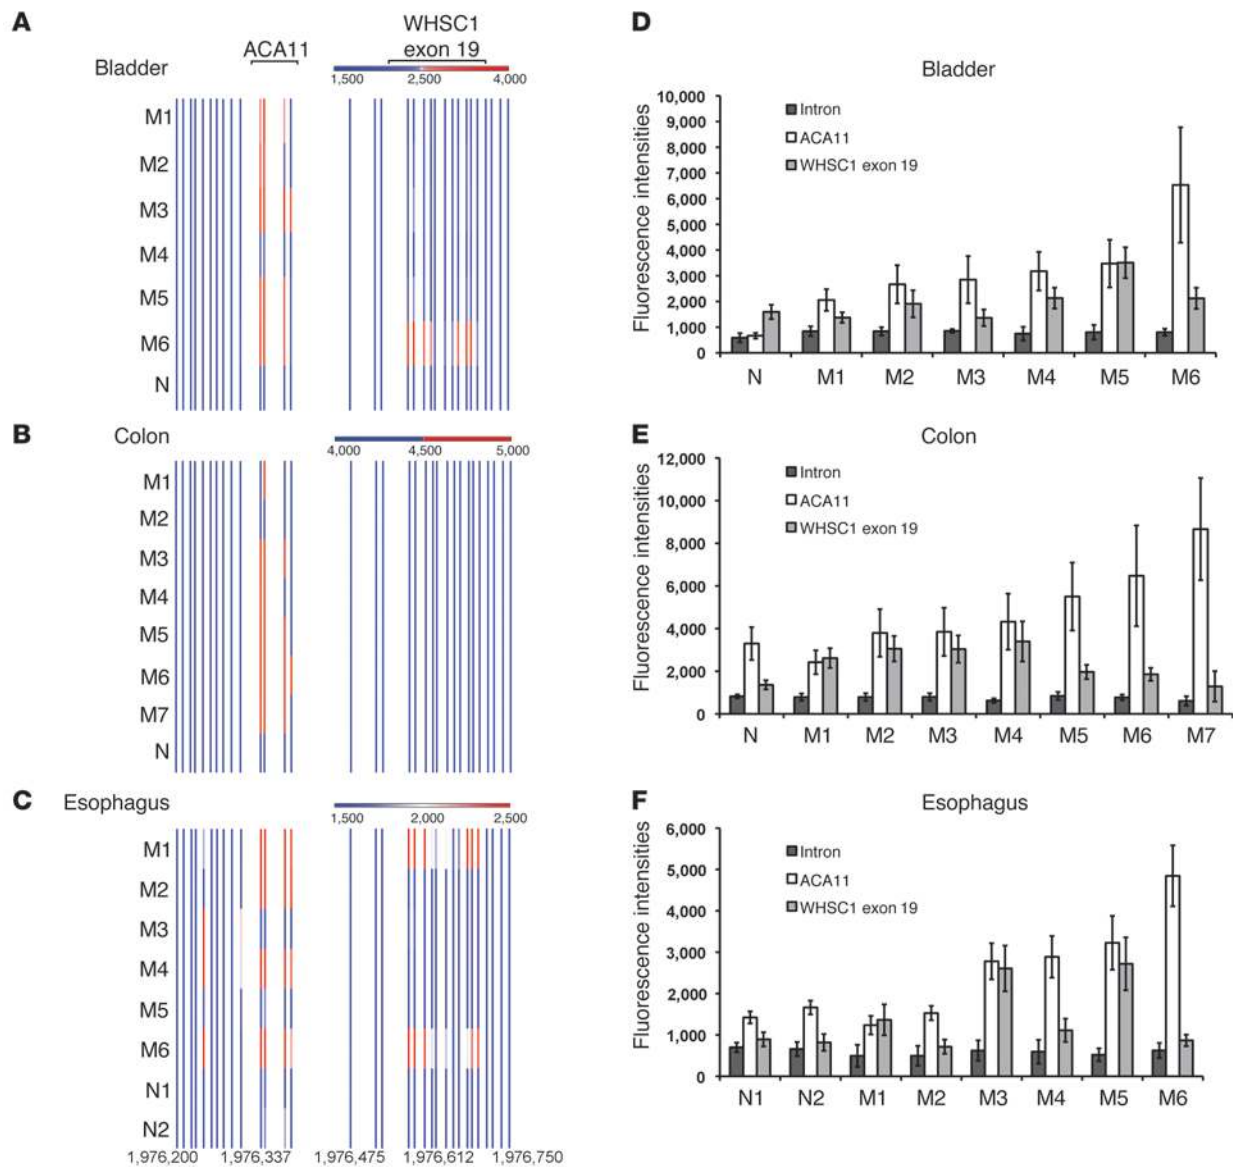 A
ACA11
WHSC1
exon 19
Bladder
1,500 2,500 4,000
M1
M2
M3
M4
M5
M6
N
B
Colon
4,000 4,500 5,000
M1
M2
M3
M4
M5
M6
M7
N
C
Esophagus
1,500 2,000 2,500
M1
M2
M3
M4
M5
M6
N1
N2
1,976,200 1,976,337 1,976,475 1,976,612 1,976,750
D
Bladder
Fluorescence intensities
10,000
9,000
8,000
7,000
6,000
5,000
4,000
3,000
2,000
1,000
0
Intron
ACA11
WHSC1 exon 19
N M1 M2 M3 M4 M5 M6
E
Colon
Fluorescence intensities
12,000
10,000
8,000
6,000
4,000
2,000
0
Intron
ACA11
WHSC1 exon 19
N M1 M2 M3 M4 M5 M6 M7
F
Esophagus
Fluorescence intensities
6,000
5,000
4,000
3,000
2,000
1,000
0
Intron
ACA11
WHSC1 exon 19
N1 N2 M1 M2 M3 M4 M5 M6